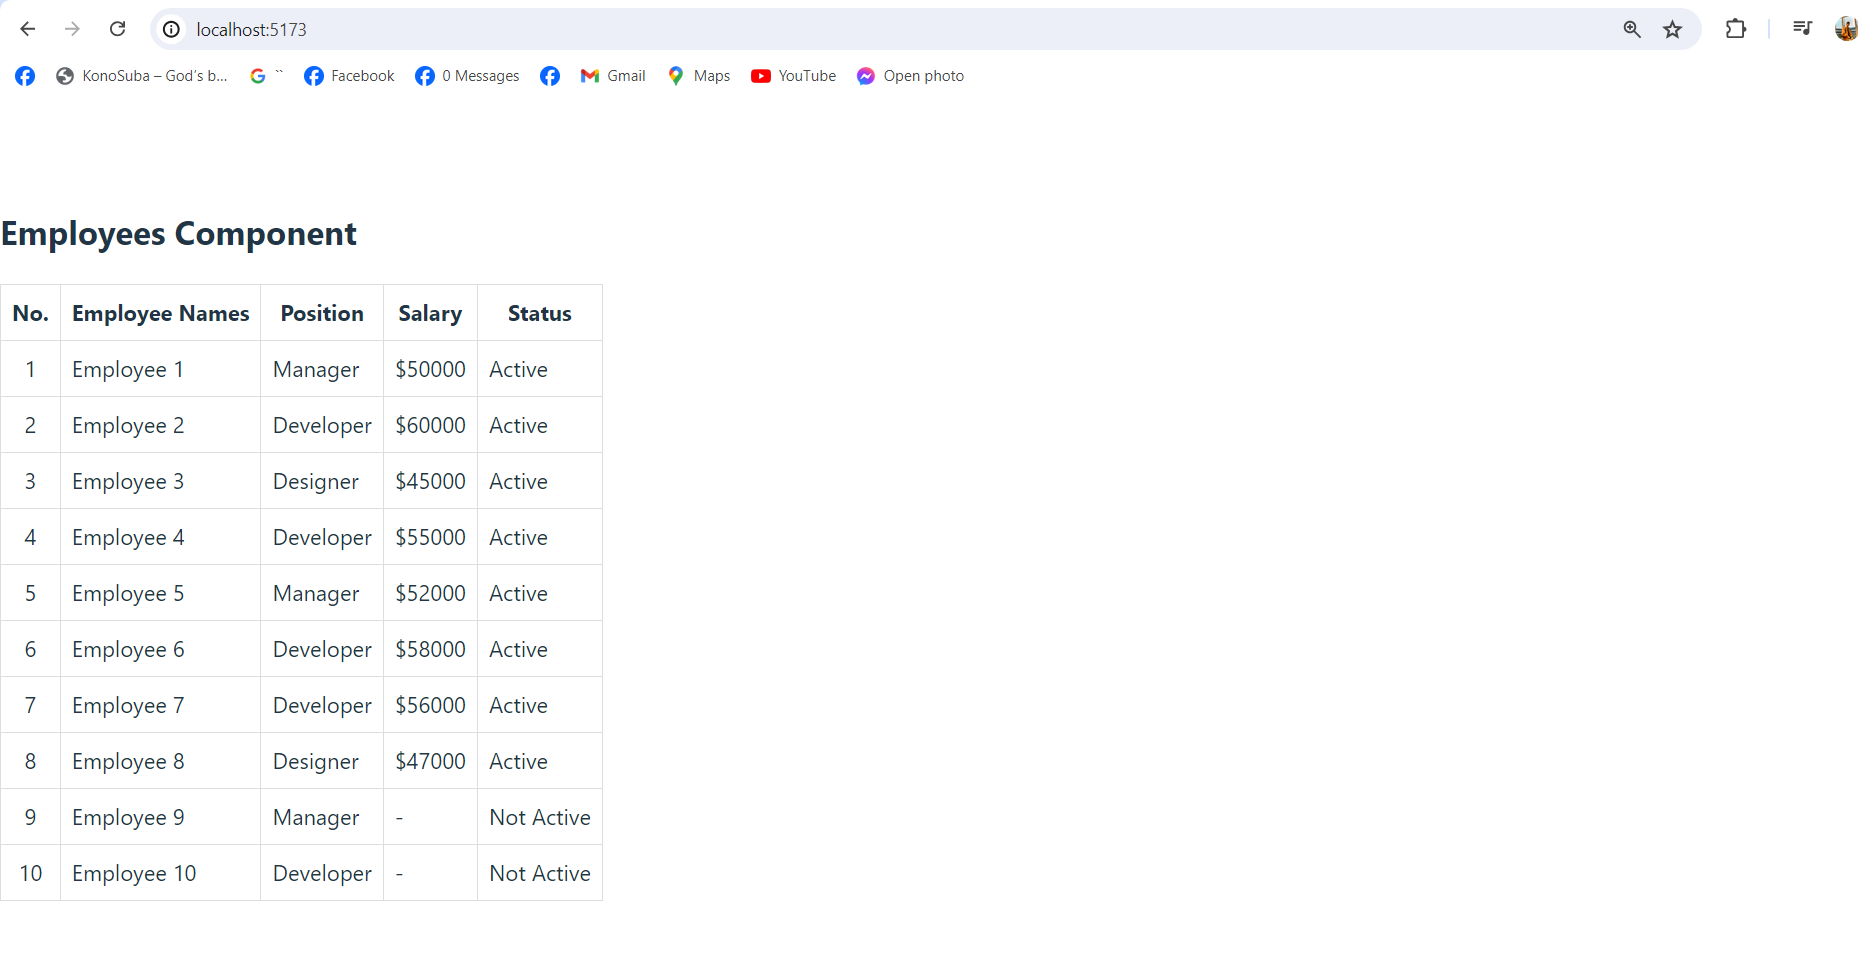 localhost:5173
KonoSuba – God's b... `` Facebook 0 Messages Gmail Maps YouTube Open photo
Employees Component
No. Employee Names Position Salary Status
1 Employee 1 Manager $50000 Active
2 Employee 2 Developer $60000 Active
3 Employee 3 Designer $45000 Active
4 Employee 4 Developer $55000 Active
5 Employee 5 Manager $52000 Active
6 Employee 6 Developer $58000 Active
7 Employee 7 Developer $56000 Active
8 Employee 8 Designer $47000 Active
9 Employee 9 Manager - Not Active
10 Employee 10 Developer - Not Active